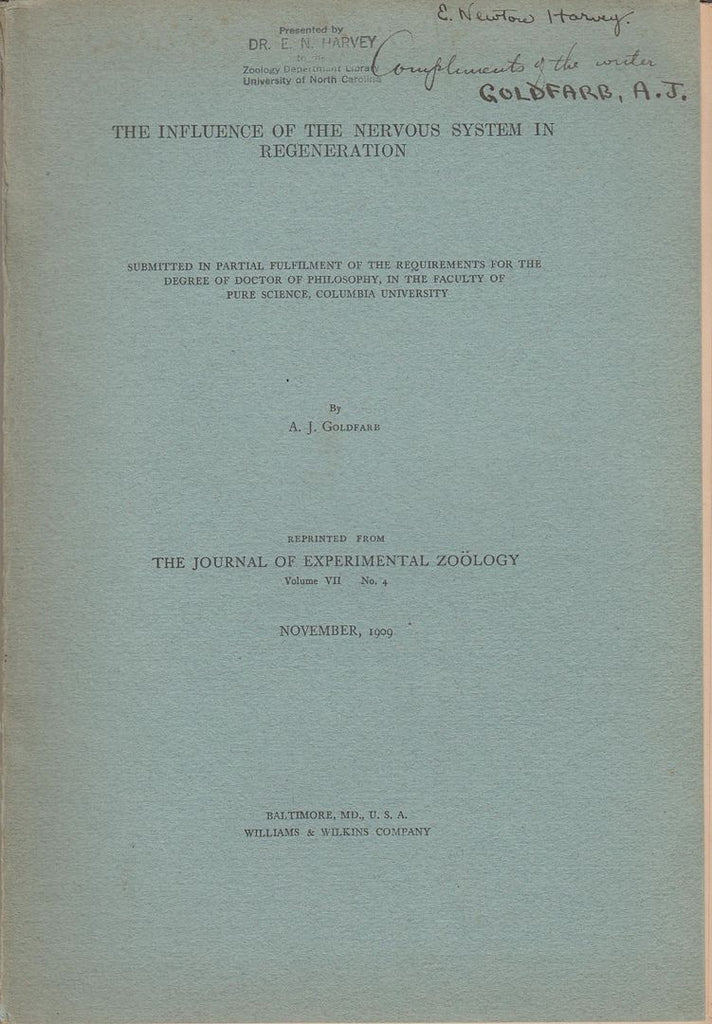 E. Newton Harvey.
Presented by
DR. E. N. HARVEY
to the
Zoology Department Library
University of North Carolina
Compliments of the writer
GOLDFARB, A.J.
THE INFLUENCE OF THE NERVOUS SYSTEM IN
REGENERATION
SUBMITTED IN PARTIAL FULFILMENT OF THE REQUIREMENTS FOR THE
DEGREE OF DOCTOR OF PHILOSOPHY, IN THE FACULTY OF
PURE SCIENCE, COLUMBIA UNIVERSITY
By
A. J. GOLDFARB
REPRINTED FROM
THE JOURNAL OF EXPERIMENTAL ZOÖLOGY
Volume VII No. 4
NOVEMBER, 1909
BALTIMORE, MD., U. S. A.
WILLIAMS & WILKINS COMPANY